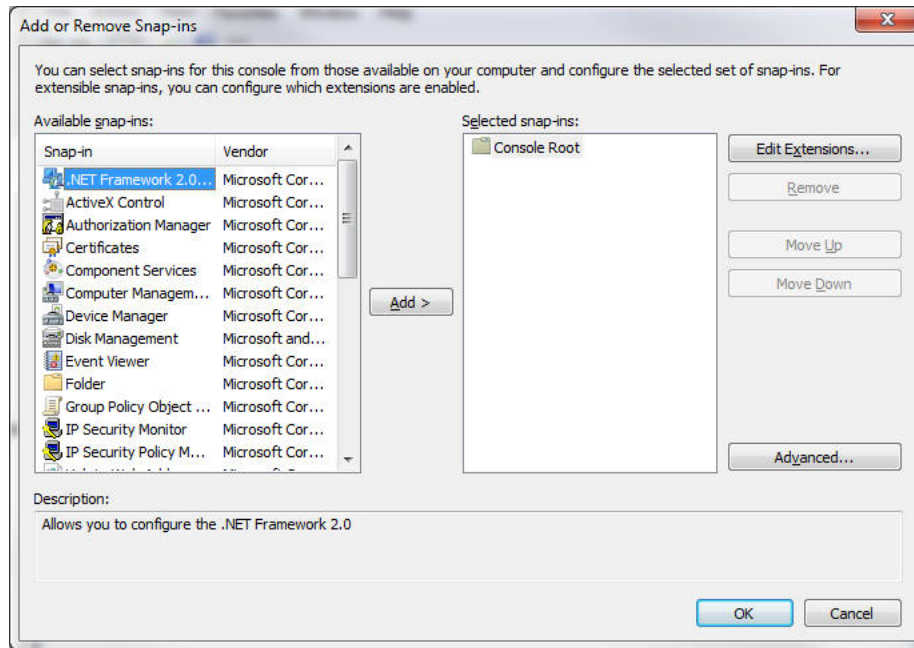 Add or Remove Snap-ins
You can select snap-ins for this console from those available on your computer and configure the selected set of snap-ins. For
extensible snap-ins, you can configure which extensions are enabled.
Available snap-ins:
Snap-in Vendor
.NET Framework 2.0... Microsoft Cor...
ActiveX Control Microsoft Cor...
Authorization Manager Microsoft Cor...
Certificates Microsoft Cor...
Component Services Microsoft Cor...
Computer Managem... Microsoft Cor...
Device Manager Microsoft Cor...
Disk Management Microsoft and...
Event Viewer Microsoft Cor...
Folder Microsoft Cor...
Group Policy Object ... Microsoft Cor...
IP Security Monitor Microsoft Cor...
IP Security Policy M... Microsoft Cor...
Add >
Selected snap-ins:
Console Root
Edit Extensions...
Remove
Move Up
Move Down
Advanced...
Description:
Allows you to configure the .NET Framework 2.0
OK
Cancel